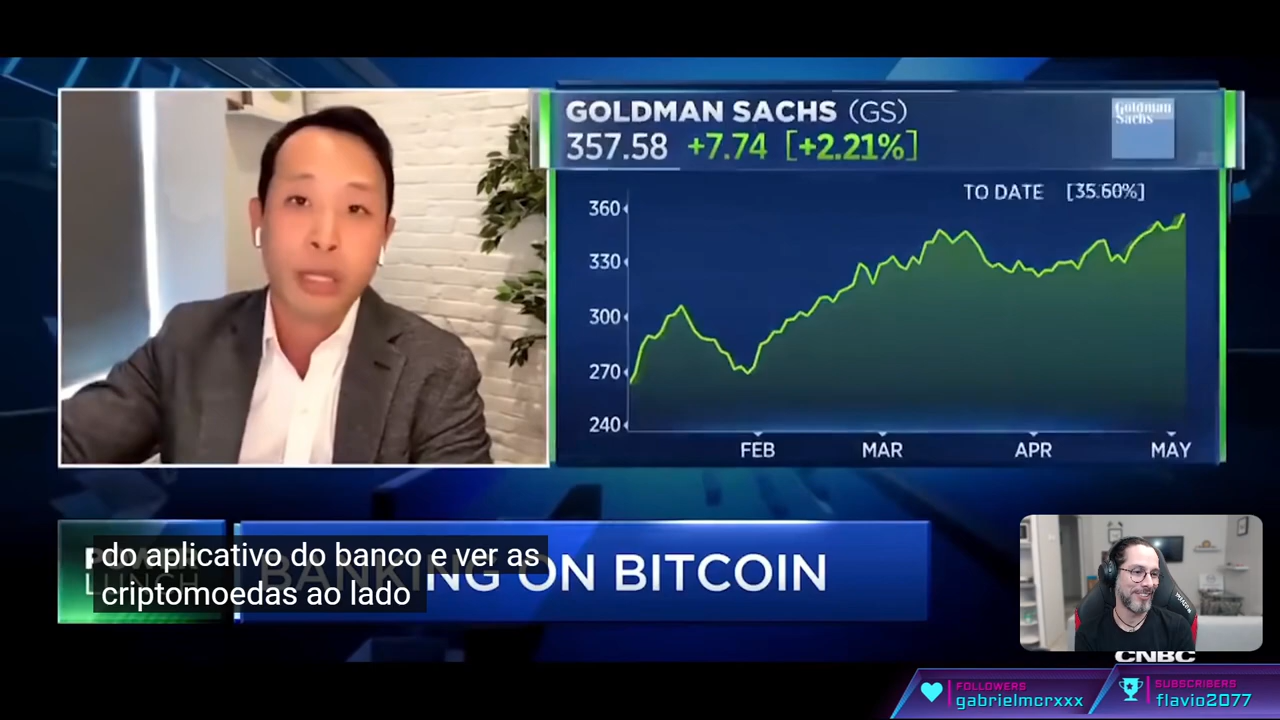 GOLDMAN SACHS (GS)
357.58 +7.74 [+2.21%]
Goldman
Sachs
TO DATE [35.60%]
360
330
300
270
240
FEB MAR APR MAY
do aplicativo do banco e ver as
criptomoedas ao lado
LUNCH
BANKING ON BITCOIN
CNBC
FOLLOWERS
gabrielmcrxxx
SUBSCRIBERS
flavio2077